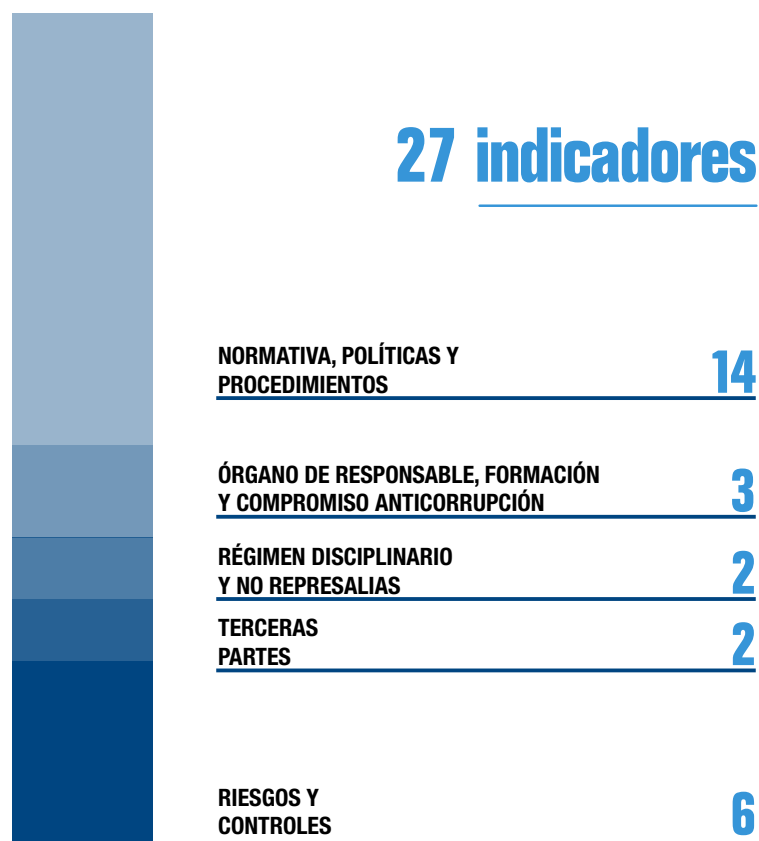 27 indicadores
NORMATIVA, POLÍTICAS Y
PROCEDIMIENTOS
14
ÓRGANO DE RESPONSABLE, FORMACIÓN
Y COMPROMISO ANTICORRUPCIÓN
3
RÉGIMEN DISCIPLINARIO
Y NO REPRESALIAS
2
TERCERAS
PARTES
2
RIESGOS Y
CONTROLES
6